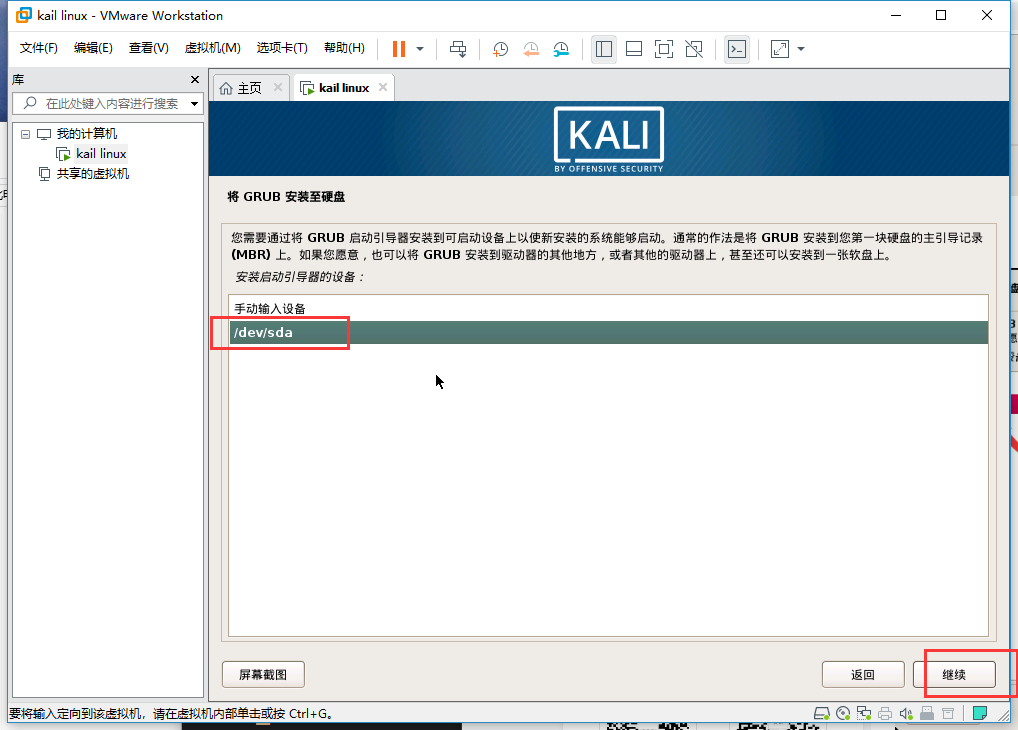 kail linux - VMware Workstation
文件(F) 编辑(E) 查看(V) 虚拟机(M) 选项卡(T) 帮助(H)
库
在此处键入内容进行搜索
我的计算机
kail linux
共享的虚拟机
主页 kail linux
KALI
BY OFFENSIVE SECURITY
将 GRUB 安装至硬盘
您需要通过将 GRUB 启动引导器安装到可启动设备上以使新安装的系统能够启动。通常的作法是将 GRUB 安装到您第一块硬盘的主引导记录
(MBR) 上。如果您愿意，也可以将 GRUB 安装到驱动器的其他地方，或者其他的驱动器上，甚至还可以安装到一张软盘上。
安装启动引导器的设备：
手动输入设备
/dev/sda
屏幕截图 返回 继续
要将输入定向到该虚拟机，请在虚拟机内部单击或按 Ctrl+G。